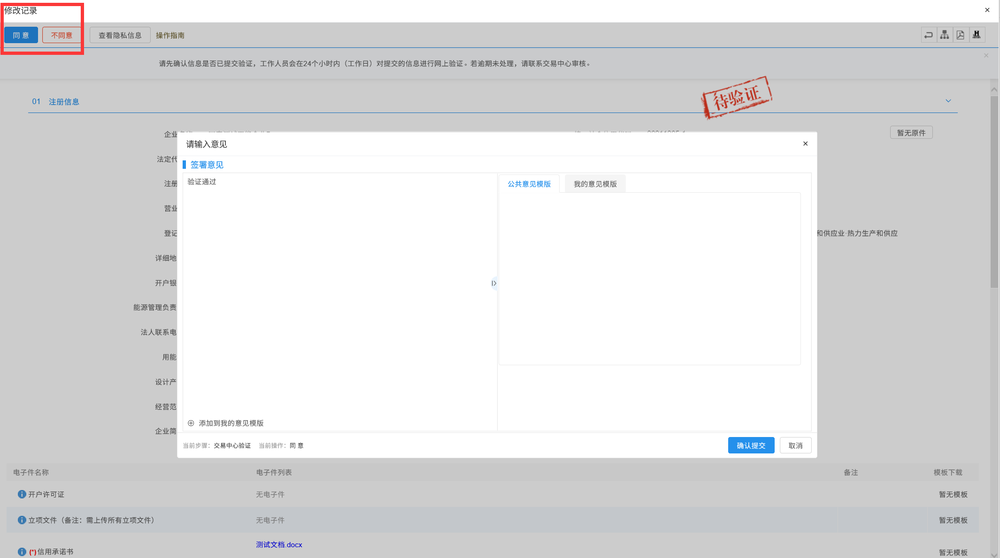 修改记录
同 意 不同意 查看隐私信息 操作指南
请先确认信息是否已提交验证，工作人员会在24个小时内（工作日）对提交的信息进行网上验证。若逾期未处理，请联系交易中心审核。
待验证
01 注册信息
企业 暂无原件
请输入意见
法定代
签署意见
验证通过
公共意见模版 我的意见模版
注册
营业
登记 和供应业·热力生产和供应
详细地
开户银
能源管理负责
法人联系电
用能
设计产
经营范
添加到我的意见模版
企业简
当前步骤：交易中心验证 当前操作：同 意
确认提交 取消
电子件名称 电子件列表 备注 模板下载
开户许可证 无电子件 暂无模板
立项文件（备注：需上传所有立项文件） 无电子件 暂无模板
测试文档.docx
(*)信用承诺书 暂无模板